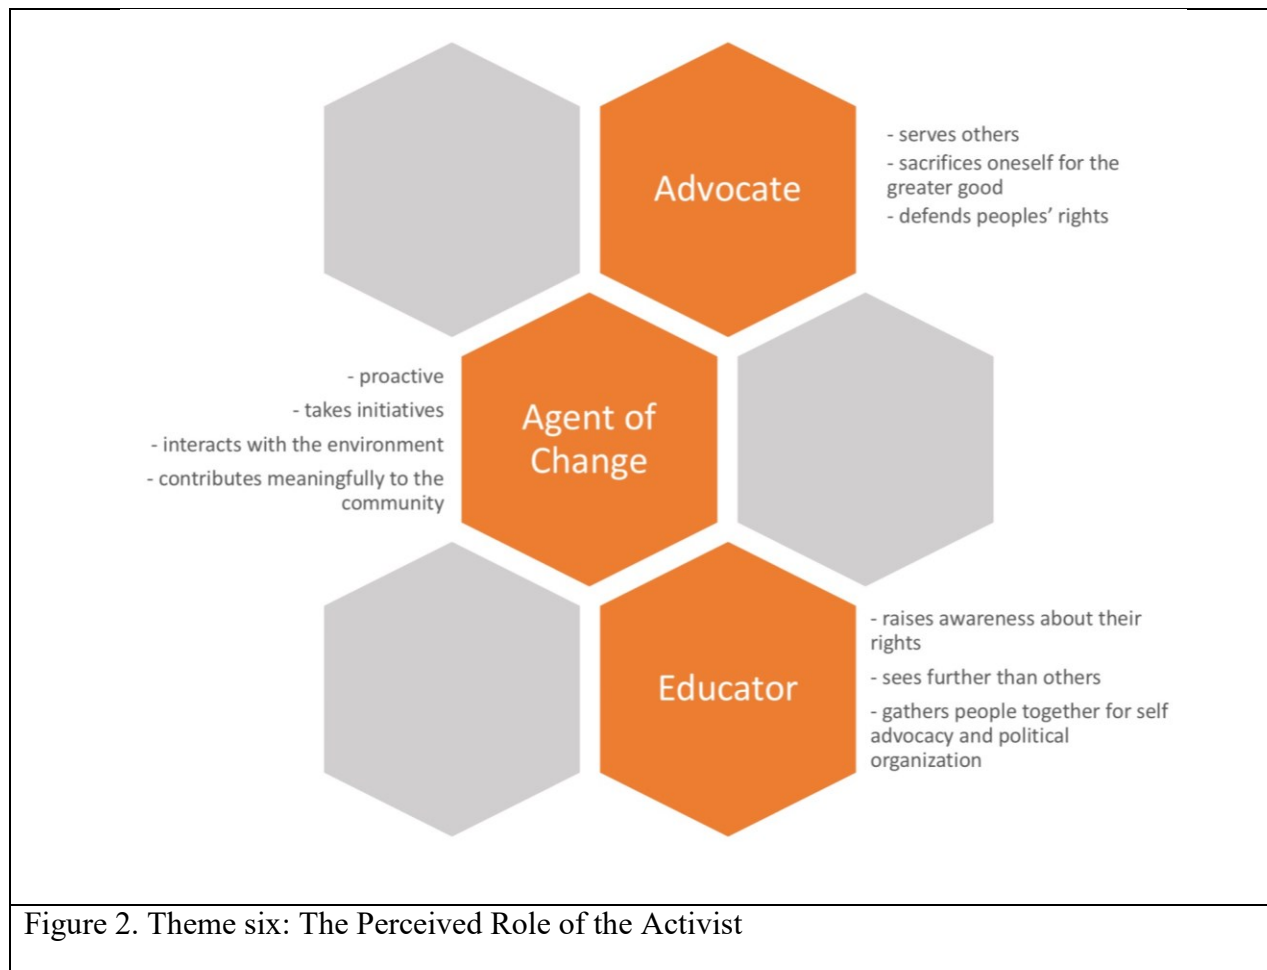 Advocate
- serves others
- sacrifices oneself for the
greater good
- defends peoples’ rights
- proactive
- takes initiatives
- interacts with the environment
- contributes meaningfully to the
community
Agent of
Change
Educator
- raises awareness about their
rights
- sees further than others
- gathers people together for self
advocacy and political
organization
Figure 2. Theme six: The Perceived Role of the Activist